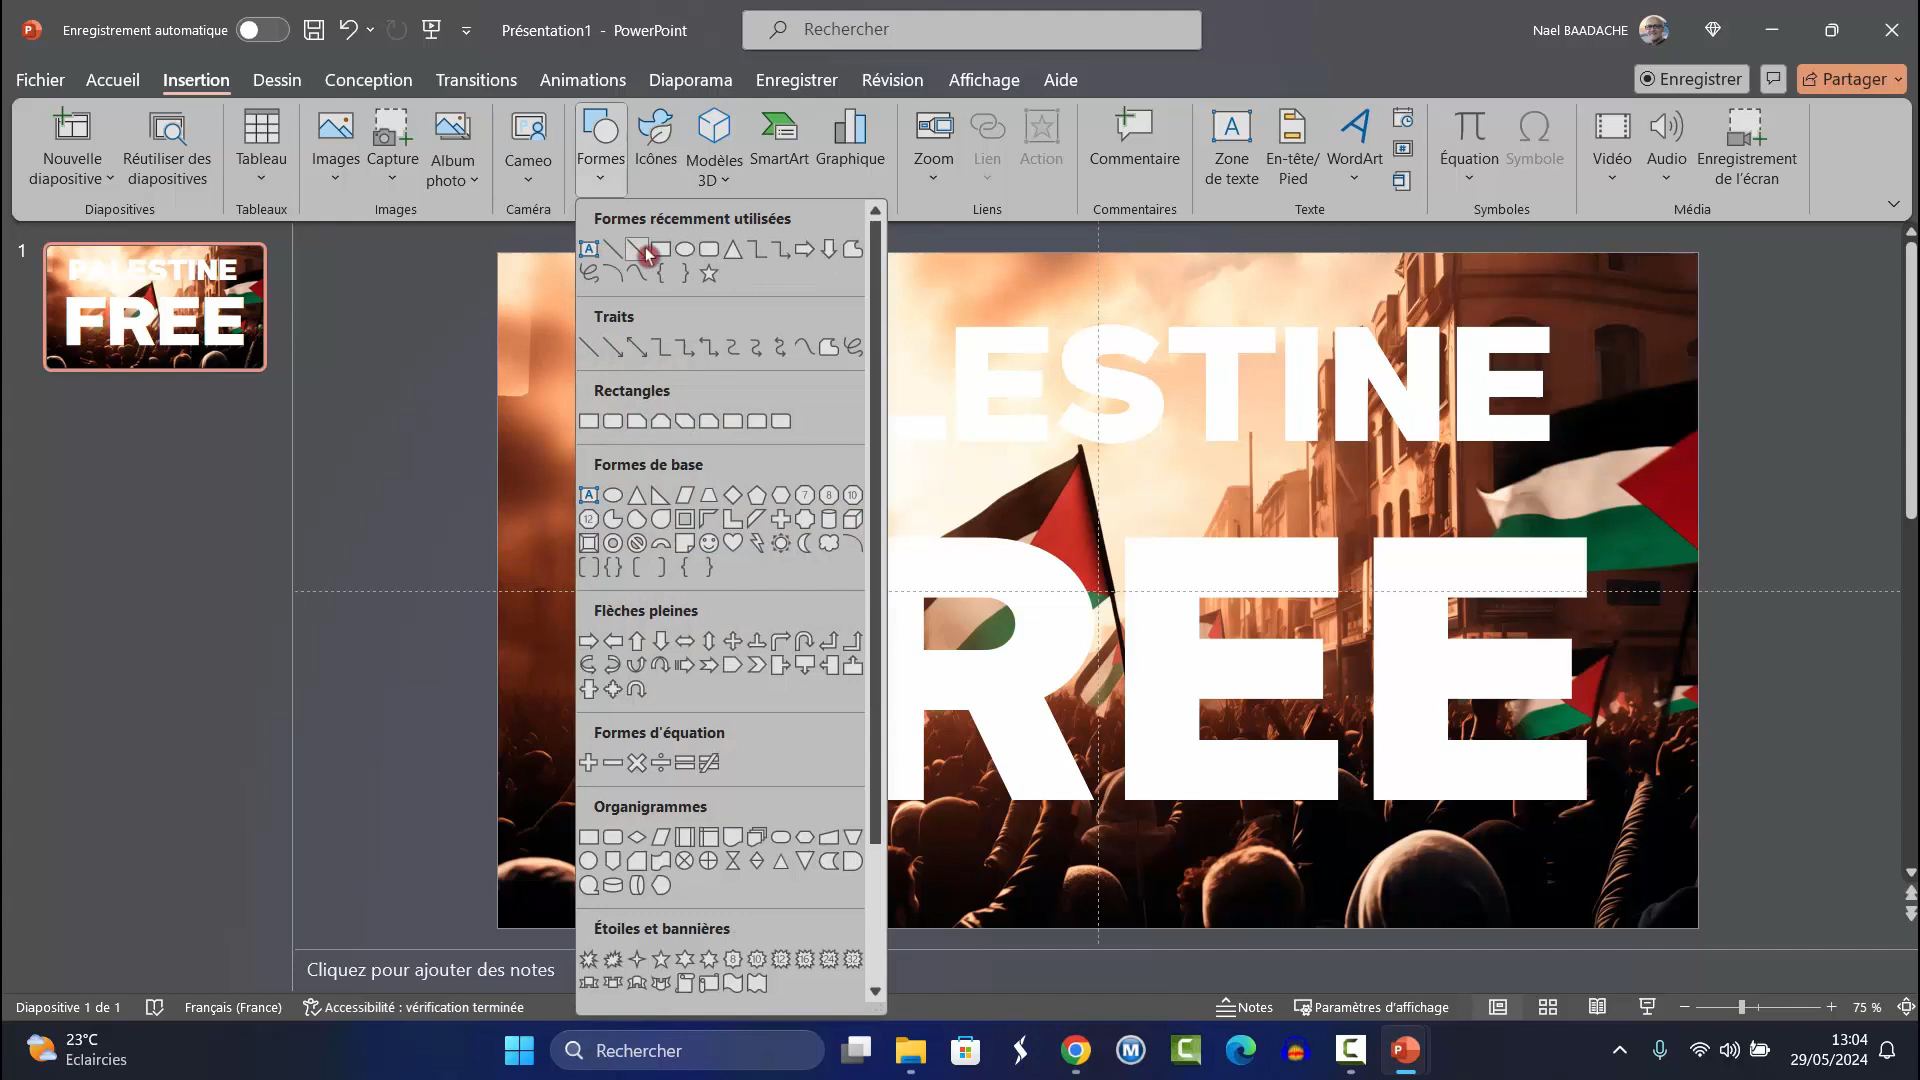 Enregistrement automatique
Présentation1 - PowerPoint
Rechercher
Nael BAADACHE
Fichier Accueil Insertion Dessin Conception Transitions Animations Diaporama Enregistrer Révision Affichage Aide
Enregistrer
Partager
Nouvelle diapositive
Réutiliser des diapositives
Diapositives
Tableau
Tableaux
Images
Capture
Album photo
Images
Cameo
Caméra
Formes
Icônes
Modèles 3D
SmartArt
Graphique
Zoom
Lien
Action
Liens
Commentaire
Commentaires
Zone de texte
En-tête/ Pied
WordArt
Texte
Équation
Symbole
Symboles
Vidéo
Audio
Enregistrement de l'écran
Média
1
PALESTINE
FREE
Formes récemment utilisées
Traits
Rectangles
Formes de base
Flèches pleines
Formes d'équation
Organigrammes
Étoiles et bannières
LESTINE
REE
Cliquez pour ajouter des notes
Diapositive 1 de 1
Français (France)
Accessibilité : vérification terminée
Notes
Paramètres d'affichage
75 %
23°C
Eclaircies
Rechercher
13:04
29/05/2024